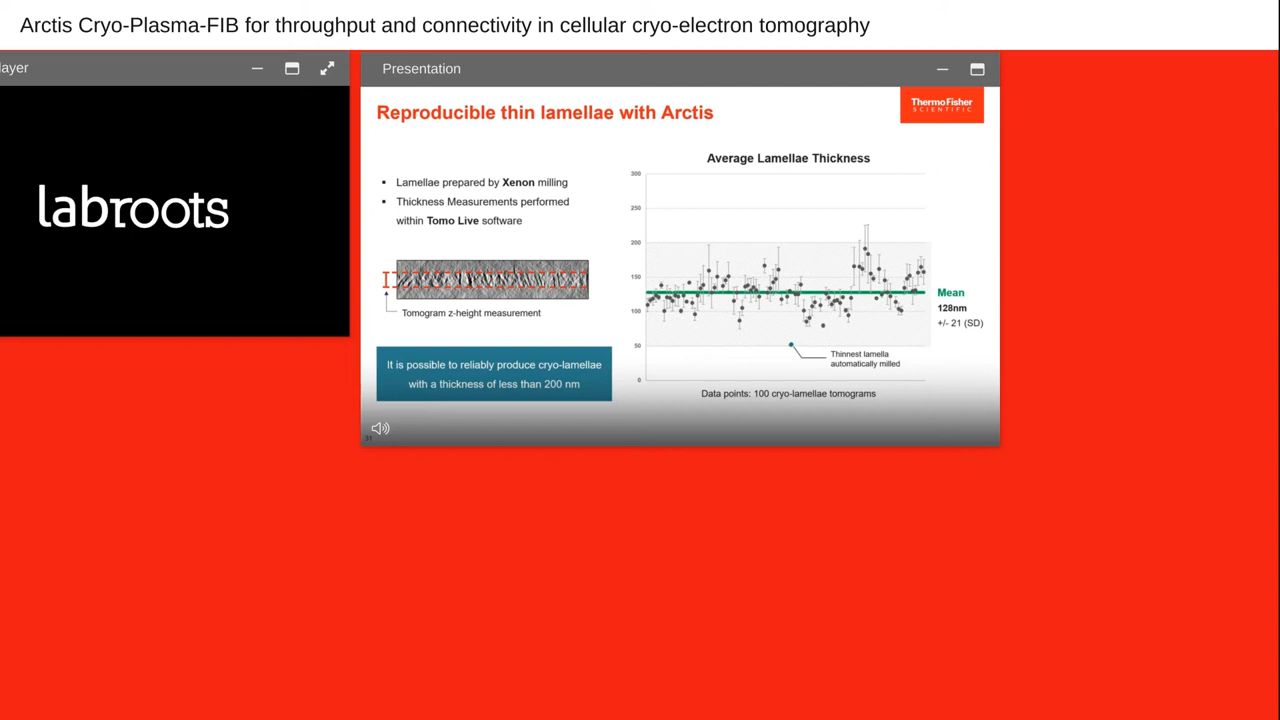 Arctis Cryo-Plasma-FIB for throughput and connectivity in cellular cryo-electron tomography
layer
Presentation
labroots
Reproducible thin lamellae with Arctis
ThermoFisher
SCIENTIFIC
Lamellae prepared by Xenon milling
Thickness Measurements performed
within Tomo Live software
Tomogram z-height measurement
It is possible to reliably produce cryo-lamellae
with a thickness of less than 200 nm
Average Lamellae Thickness
300
250
200
150
100
50
0
Mean
128nm
+/- 21 (SD)
Thinnest lamella
automatically milled
Data points: 100 cryo-lamellae tomograms
31